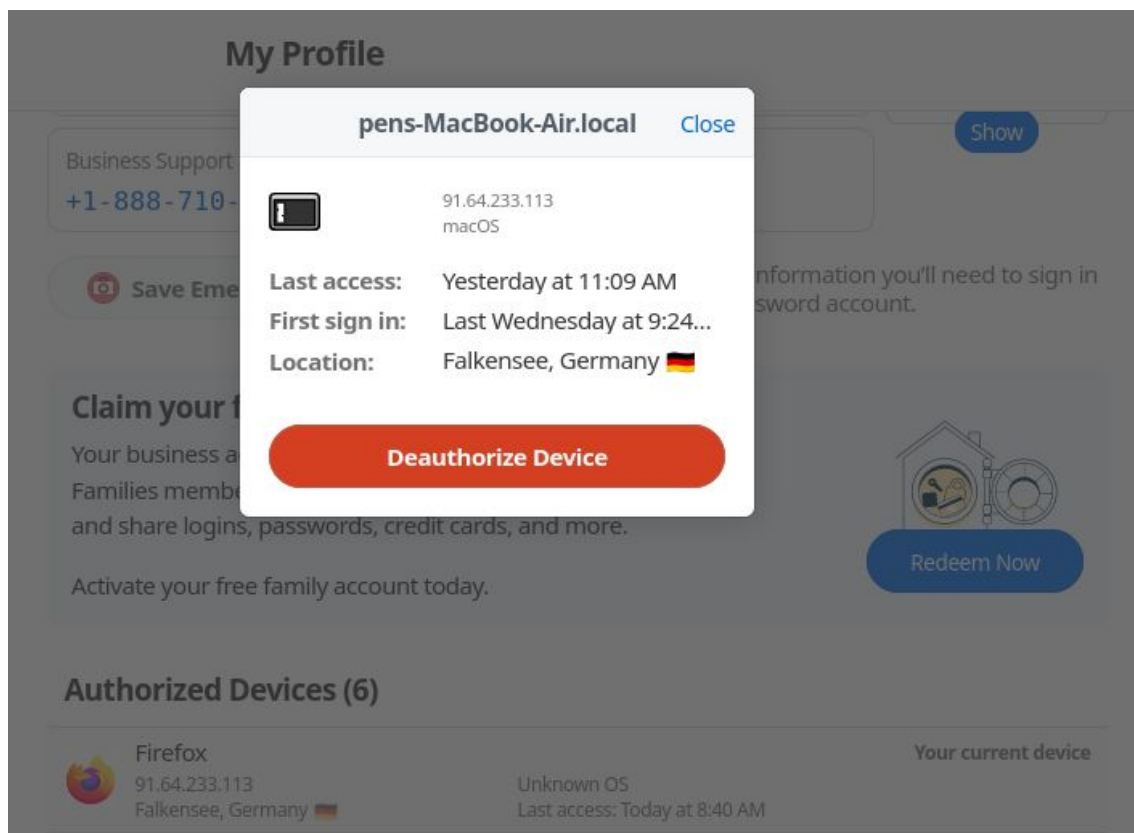 My Profile
pens-MacBook-Air.local
Close
Show
Business Support
+1-888-710-
91.64.233.113
macOS
Last access: Yesterday at 11:09 AM
First sign in: Last Wednesday at 9:24...
Location: Falkensee, Germany 🇩🇪
Save Eme
nformation you'll need to sign in
sword account.
Deauthorize Device
Claim your f
Your business a
Families membe
and share logins, passwords, credit cards, and more.
Activate your free family account today.
Redeem Now
Authorized Devices (6)
Firefox
Your current device
91.64.233.113
Unknown OS
Falkensee, Germany 🇩🇪
Last access: Today at 8:40 AM